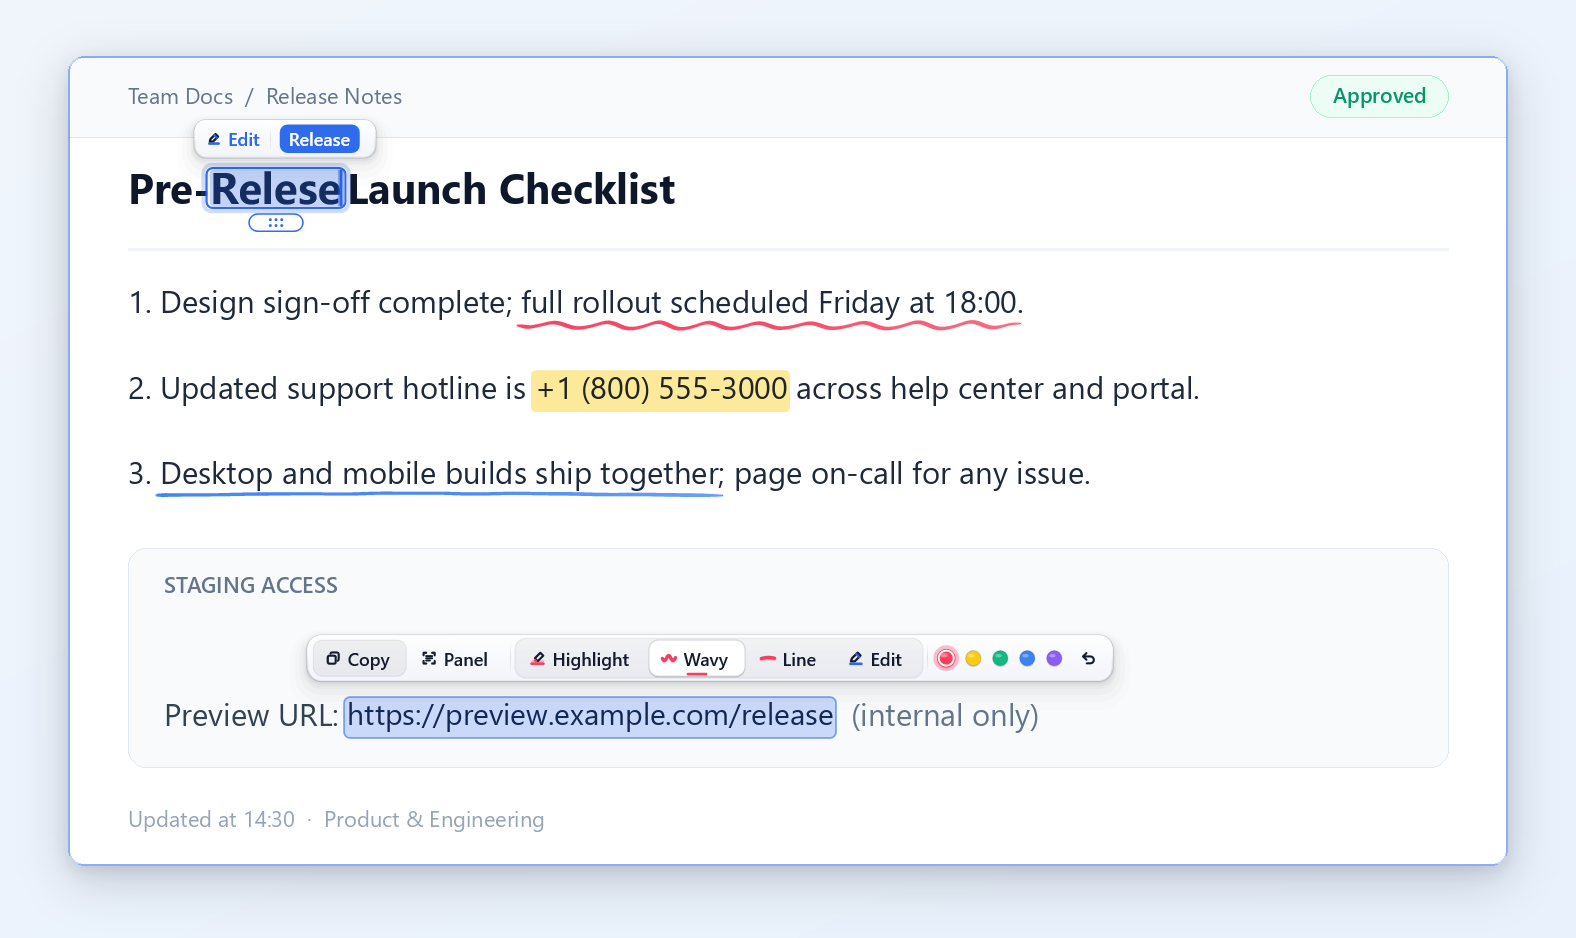 Team Docs / Release Notes
Approved
Edit Release
Pre-Relese Launch Checklist
1. Design sign-off complete; full rollout scheduled Friday at 18:00.
2. Updated support hotline is +1 (800) 555-3000 across help center and portal.
3. Desktop and mobile builds ship together; page on-call for any issue.
STAGING ACCESS
Copy Panel Highlight Wavy Line Edit
Preview URL: https://preview.example.com/release (internal only)
Updated at 14:30 · Product & Engineering